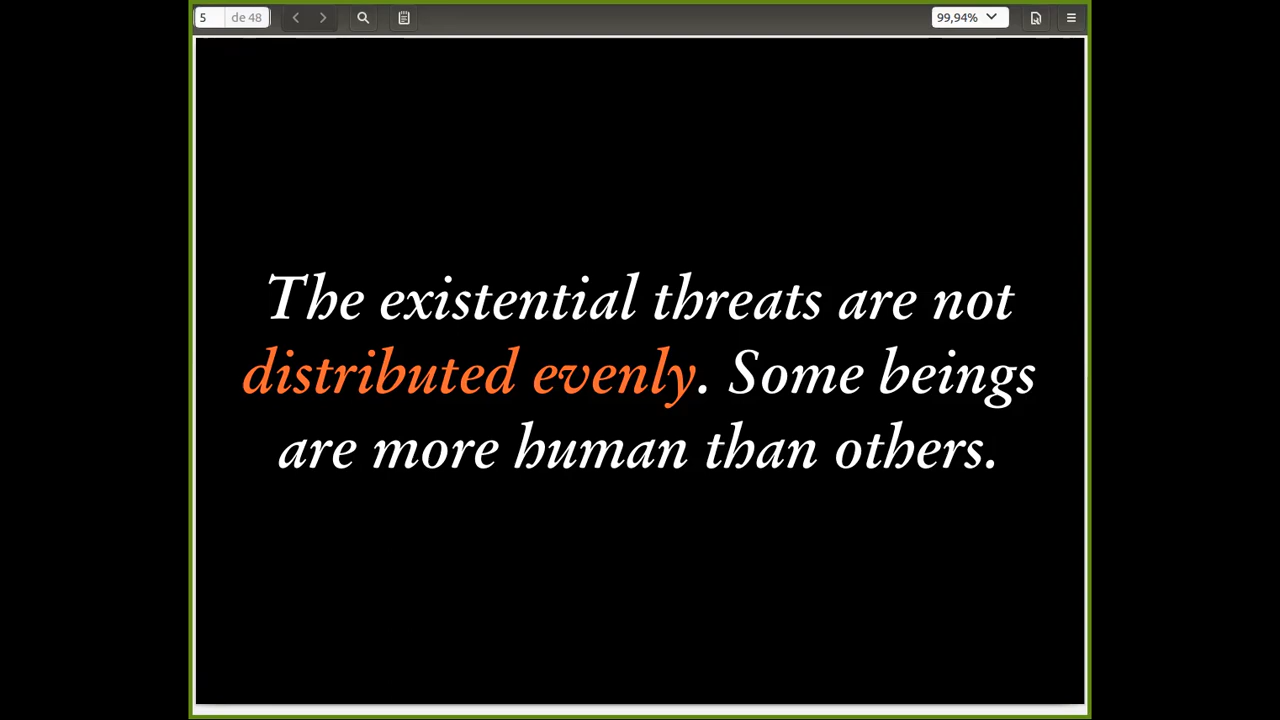 5 de 48 99,94%
The existential threats are not
distributed evenly. Some beings
are more human than others.